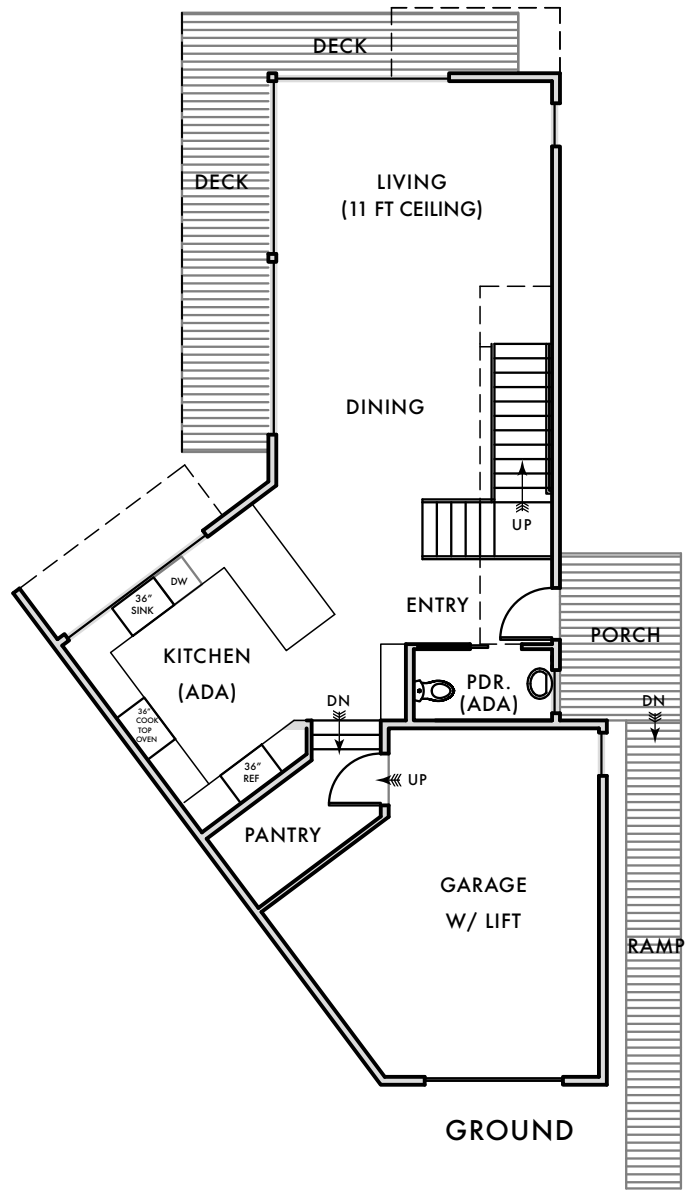 DECK
DECK
LIVING
(11 FT CEILING)
DINING
UP
DW
36"
SINK
ENTRY
PORCH
KITCHEN
(ADA)
PDR.
(ADA)
DN
DN
36"
COOK
TOP
OVEN
36"
REF
UP
PANTRY
GARAGE
W/ LIFT
RAMP
GROUND